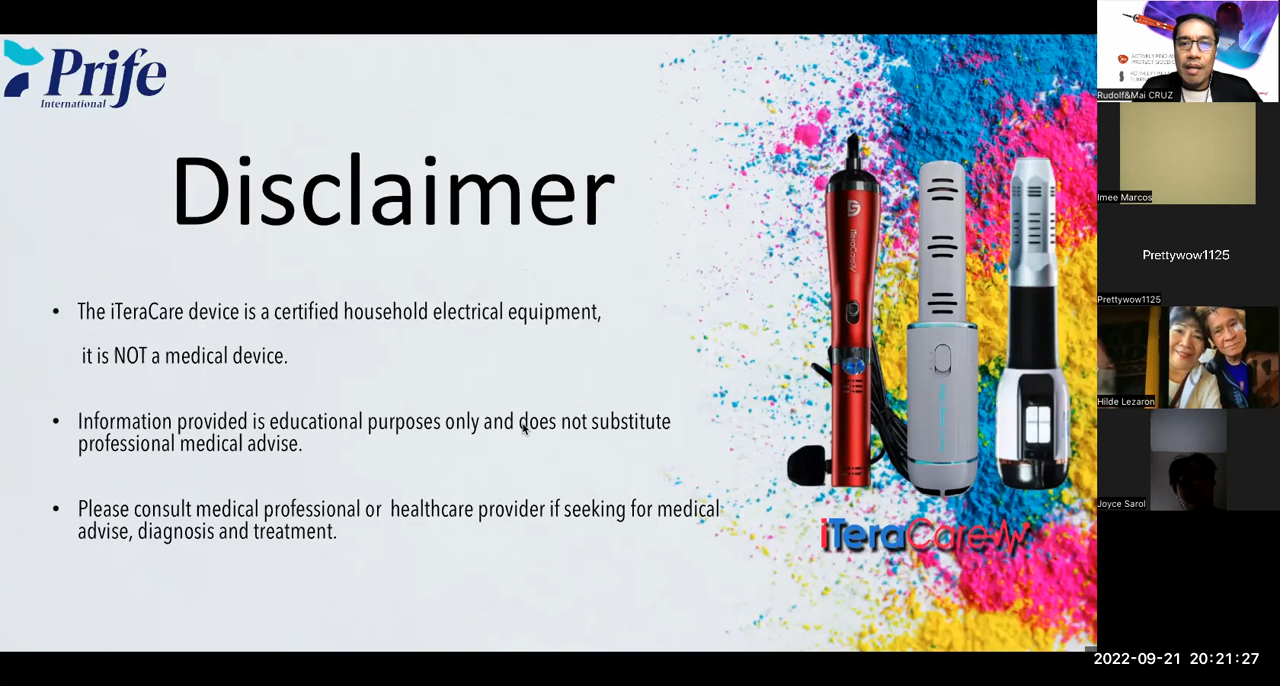 Prife
International
Disclaimer
• The iTeraCare device is a certified household electrical equipment,
it is NOT a medical device.
• Information provided is educational purposes only and does not substitute
professional medical advise.
• Please consult medical professional or healthcare provider if seeking for medical
advise, diagnosis and treatment.
iTeraCare
iTeraCare
Rudolf&Mai CRUZ
Imee Marcos
Prettywow1125
Prettywow1125
Hilde Lezaron
Joyce Sarol
2022-09-21 20:21:27